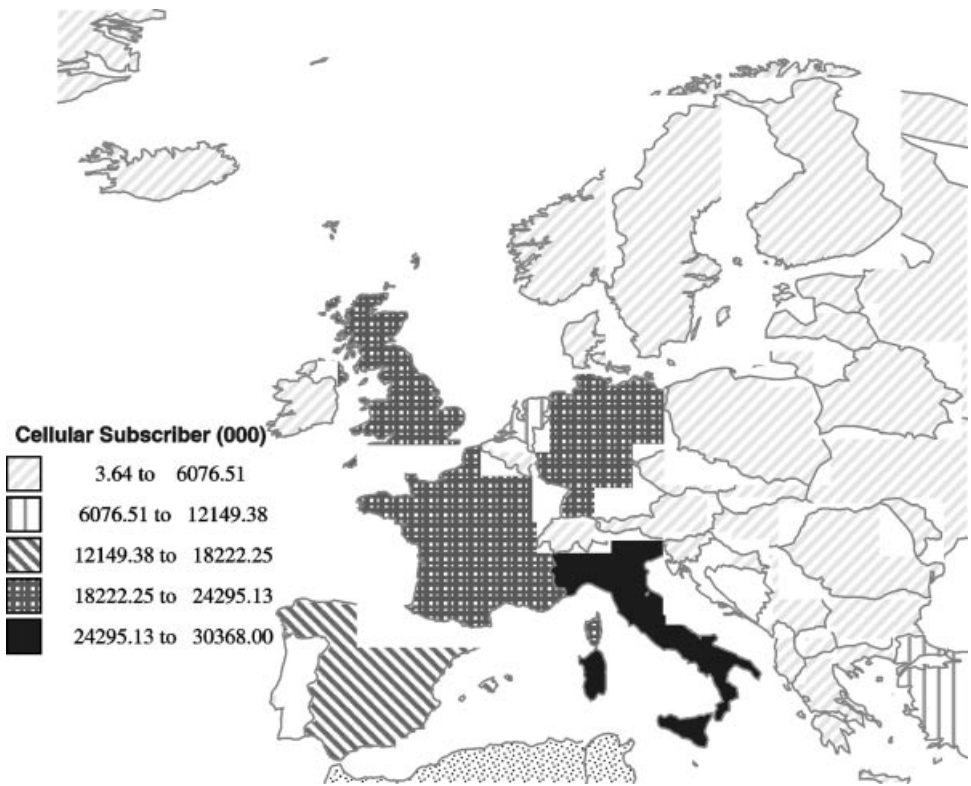 Cellular Subscriber (000)
3.64 to 6076.51
6076.51 to 12149.38
12149.38 to 18222.25
18222.25 to 24295.13
24295.13 to 30368.00